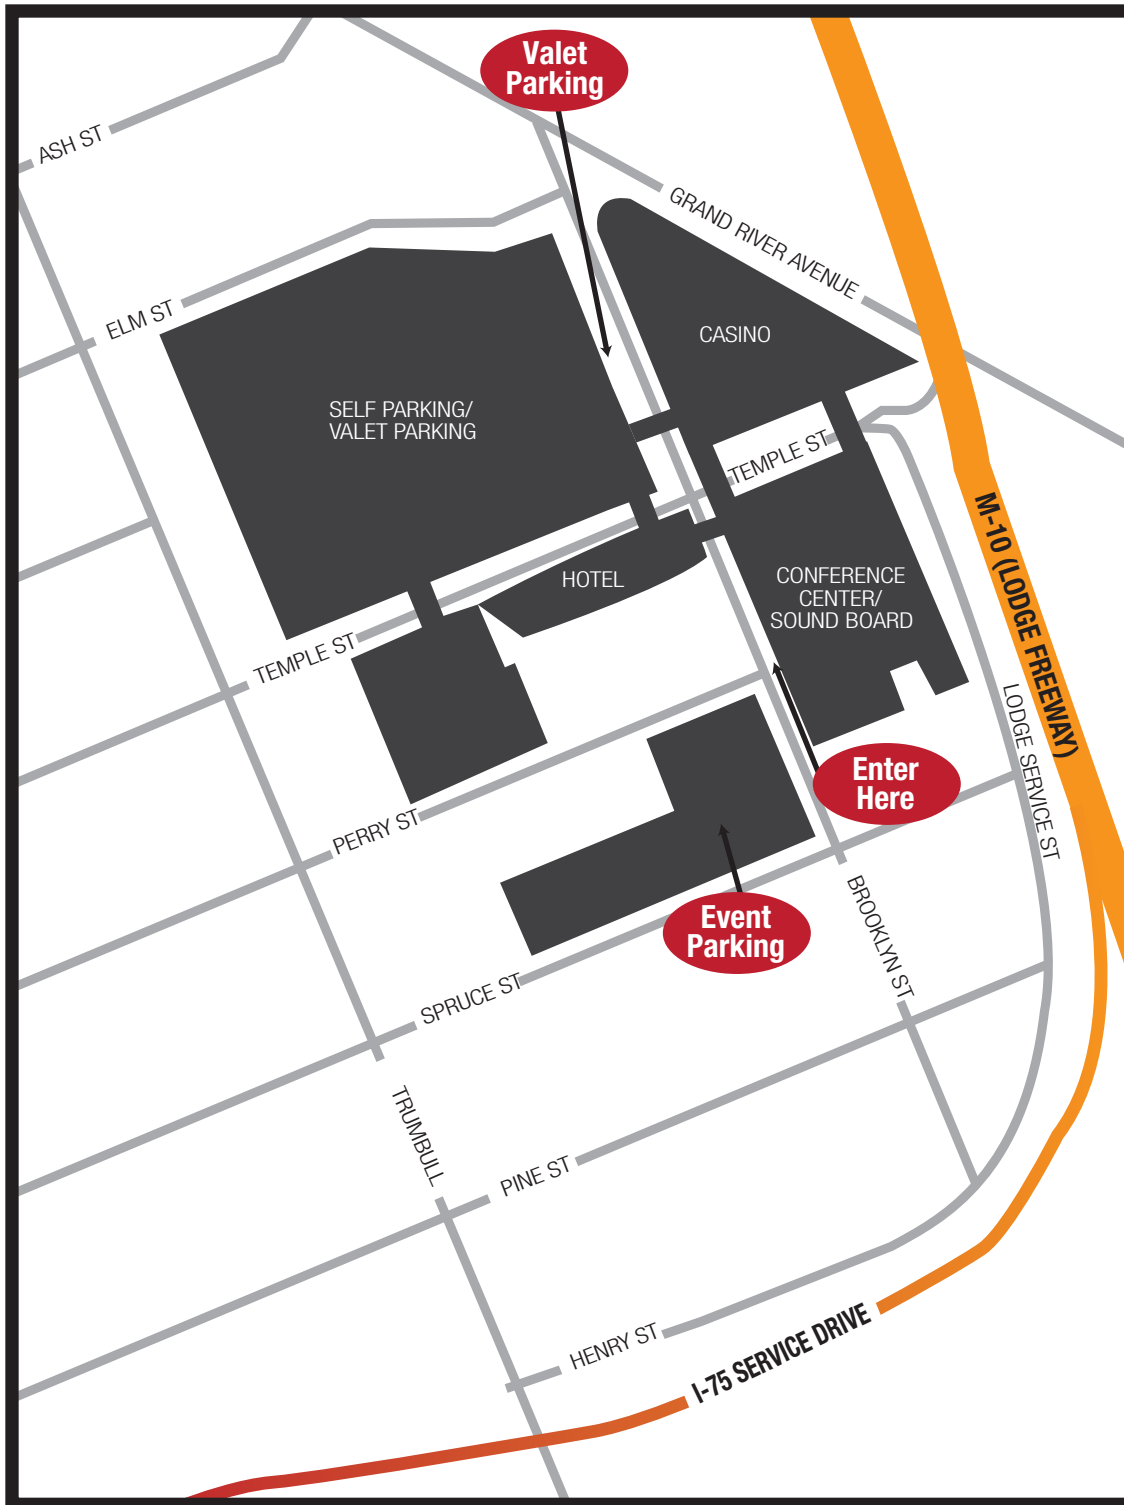 Valet
Parking
ASH ST
GRAND RIVER AVENUE
ELM ST
CASINO
SELF PARKING/
VALET PARKING
TEMPLE ST
M-10 (LODGE FREEWAY)
HOTEL
CONFERENCE
CENTER/
SOUND BOARD
TEMPLE ST
LODGE SERVICE ST
Enter
Here
PERRY ST
BROOKLYN ST
Event
Parking
SPRUCE ST
TRUMBULL
PINE ST
HENRY ST
I-75 SERVICE DRIVE